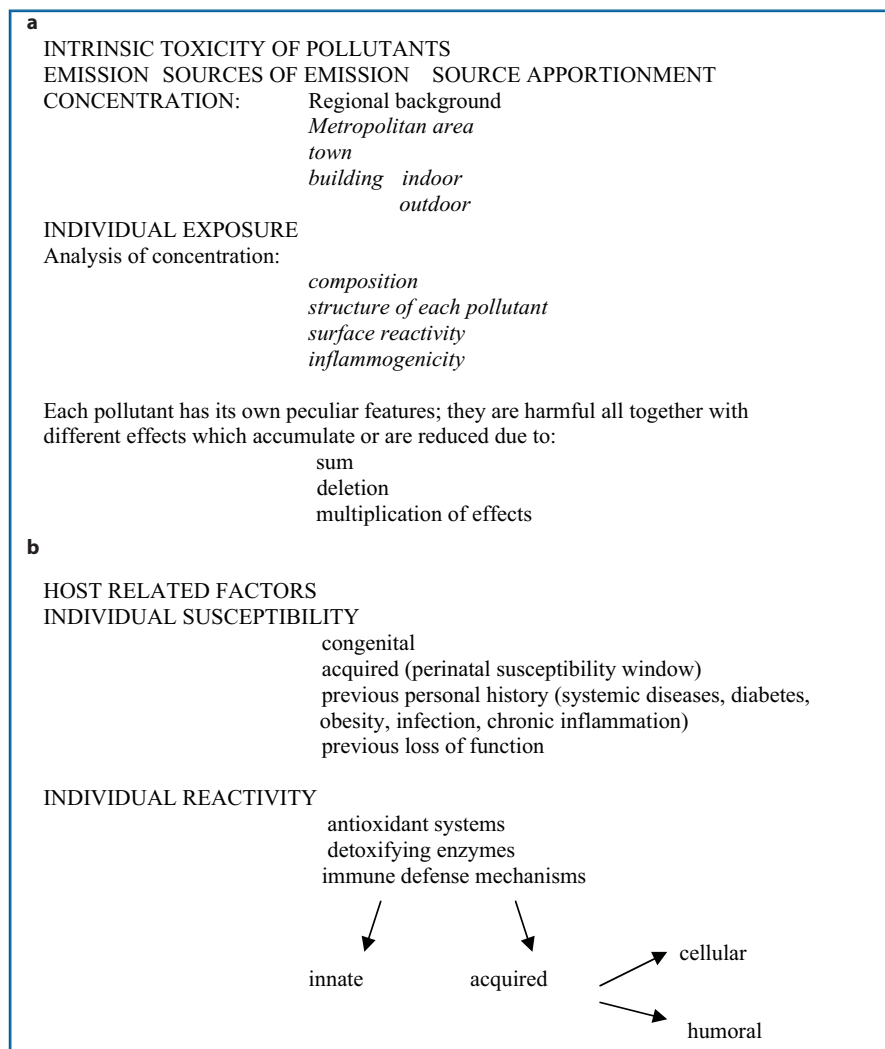 a
INTRINSIC TOXICITY OF POLLUTANTS
EMISSION SOURCES OF EMISSION SOURCE APPORTIONMENT
CONCENTRATION: Regional background
Metropolitan area
town
building indoor
outdoor
INDIVIDUAL EXPOSURE
Analysis of concentration:
composition
structure of each pollutant
surface reactivity
inflammogenicity
Each pollutant has its own peculiar features; they are harmful all together with
different effects which accumulate or are reduced due to:
sum
deletion
multiplication of effects
b
HOST RELATED FACTORS
INDIVIDUAL SUSCEPTIBILITY
congenital
acquired (perinatal susceptibility window)
previous personal history (systemic diseases, diabetes,
obesity, infection, chronic inflammation)
previous loss of function
INDIVIDUAL REACTIVITY
antioxidant systems
detoxifying enzymes
immune defense mechanisms
innate acquired cellular
humoral